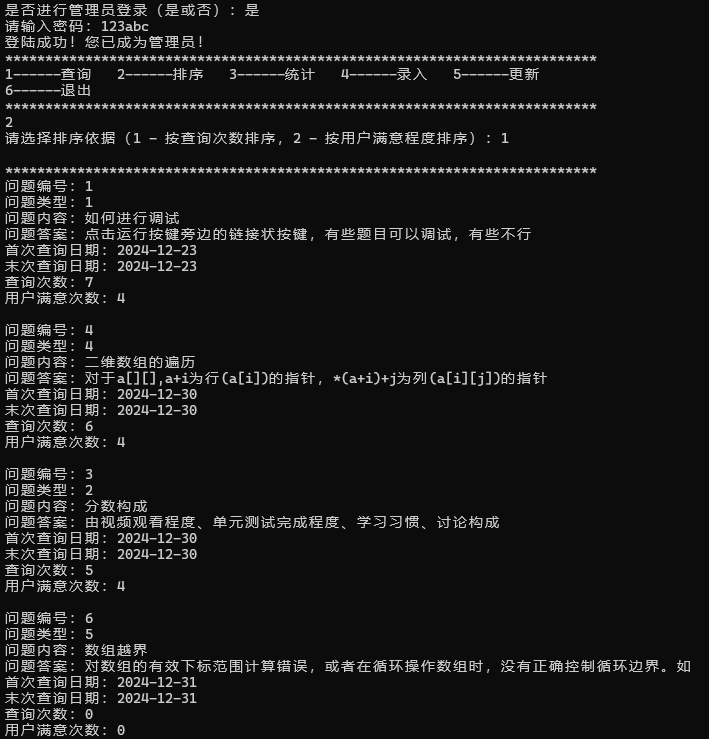 是否进行管理员登录（是或否）：是
请输入密码：123abc
登陆成功！您已成为管理员！
**************************************************************************
1------查询   2------排序   3------统计   4------录入   5------更新
6------退出
**************************************************************************
2
请选择排序依据（1 - 按查询次数排序，2 - 按用户满意程度排序）：1
**************************************************************************
问题编号：1
问题类型：1
问题内容：如何进行调试
问题答案：点击运行按键旁边的链接状按键，有些题目可以调试，有些不行
首次查询日期：2024-12-23
末次查询日期：2024-12-23
查询次数：7
用户满意次数：4
问题编号：4
问题类型：4
问题内容：二维数组的遍历
问题答案：对于a[][],a+i为行(a[i])的指针，*(a+i)+j为列(a[i][j])的指针
首次查询日期：2024-12-30
末次查询日期：2024-12-30
查询次数：6
用户满意次数：4
问题编号：3
问题类型：2
问题内容：分数构成
问题答案：由视频观看程度、单元测试完成程度、学习习惯、讨论构成
首次查询日期：2024-12-30
末次查询日期：2024-12-30
查询次数：5
用户满意次数：4
问题编号：6
问题类型：5
问题内容：数组越界
问题答案：对数组的有效下标范围计算错误，或者在循环操作数组时，没有正确控制循环边界。如
首次查询日期：2024-12-31
末次查询日期：2024-12-31
查询次数：0
用户满意次数：0